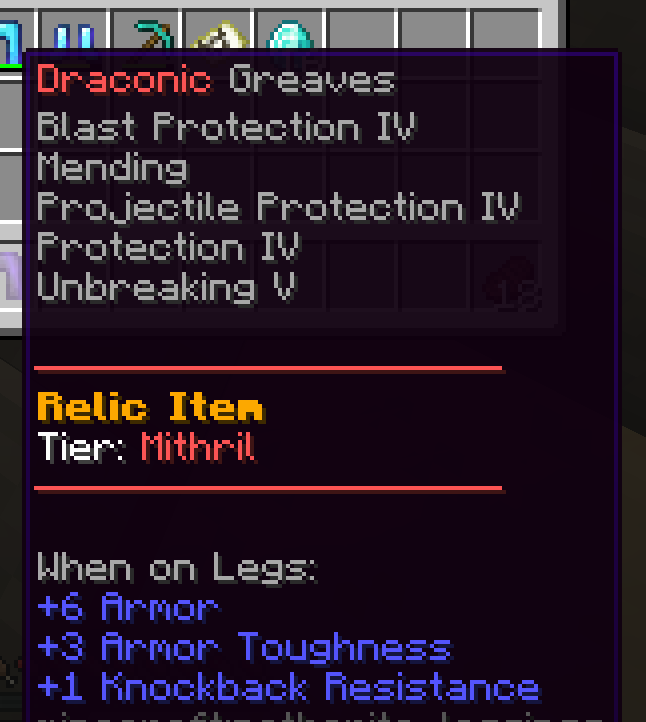 Draconic Greaves
Blast Protection IV
Mending
Projectile Protection IV
Protection IV
Unbreaking V
18
Relic Item
Tier: Mithril
When on Legs:
+6 Armor
+3 Armor Toughness
+1 Knockback Resistance